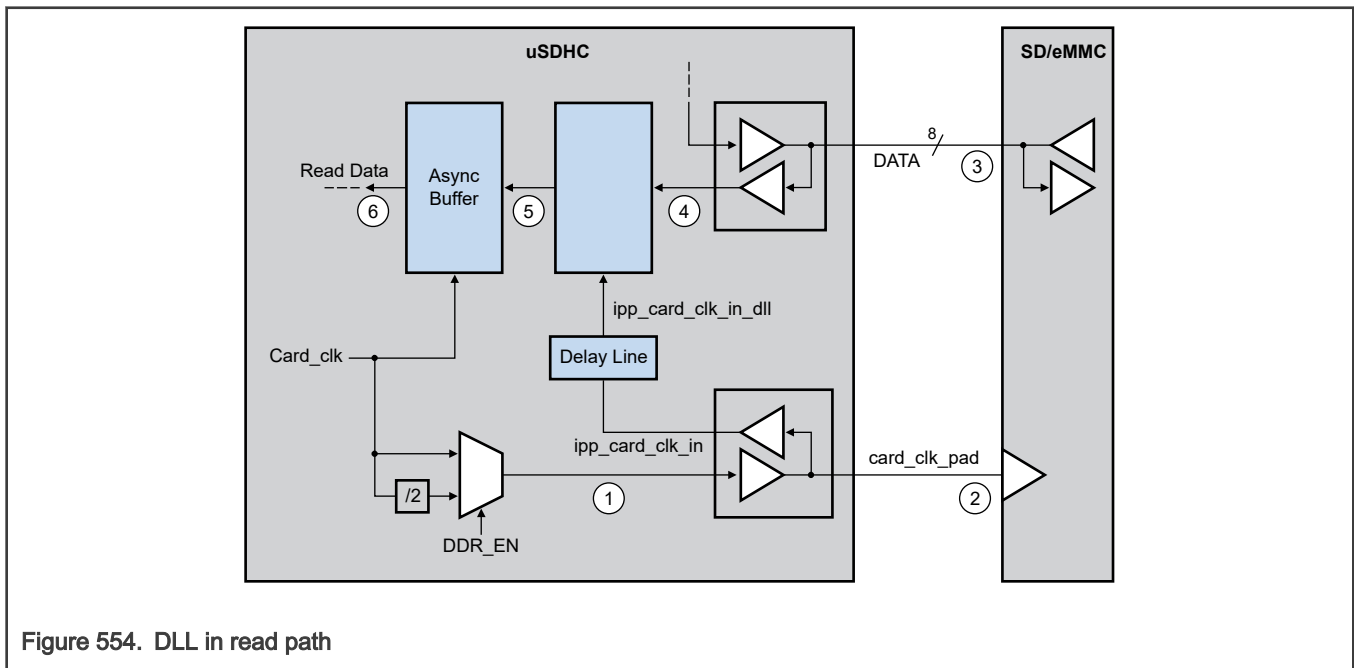 uSDHC
SD/eMMC
8
DATA
3
Read Data
Async
Buffer
6
5
4
ipp_card_clk_in_dll
Card_clk
Delay Line
ipp_card_clk_in
card_clk_pad
/2
1
2
DDR_EN
Figure 554. DLL in read path